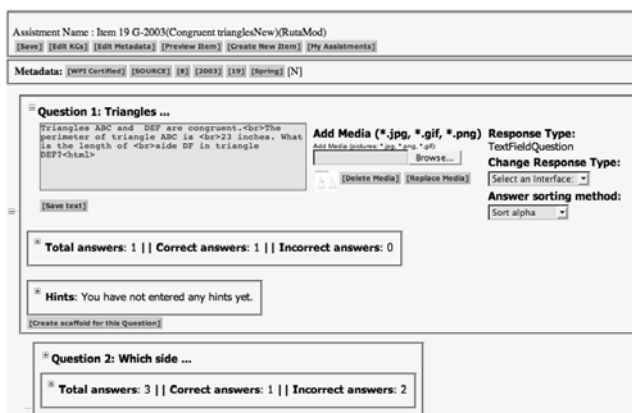 Assistment Name : Item 19 G-2003(Congruent trianglesNew)(RutaMod)
[Save] [Edit KCs] [Edit Metadata] [Preview Item] [Create New Item] [My Assistments]
Metadata: [WPI Certified] [SOURCE] [8] [2003] [19] [Spring] [N]
Question 1: Triangles ...
Triangles ABC and DEF are congruent.<br>The
perimeter of triangle ABC is <br>23 inches. What
is the length of <br>side DF in triangle
DEF?<html>
[Save text]
Add Media (*.jpg, *.gif, *.png)
Add Media (pictures: *.jpg, *.png, *.gif)
Browse...
[Delete Media] [Replace Media]
Response Type:
TextFieldQuestion
Change Response Type:
Select an Interface:
Answer sorting method:
Sort alpha
Total answers: 1 || Correct answers: 1 || Incorrect answers: 0
Hints: You have not entered any hints yet.
[Create scaffold for this Question]
Question 2: Which side ...
Total answers: 3 || Correct answers: 1 || Incorrect answers: 2